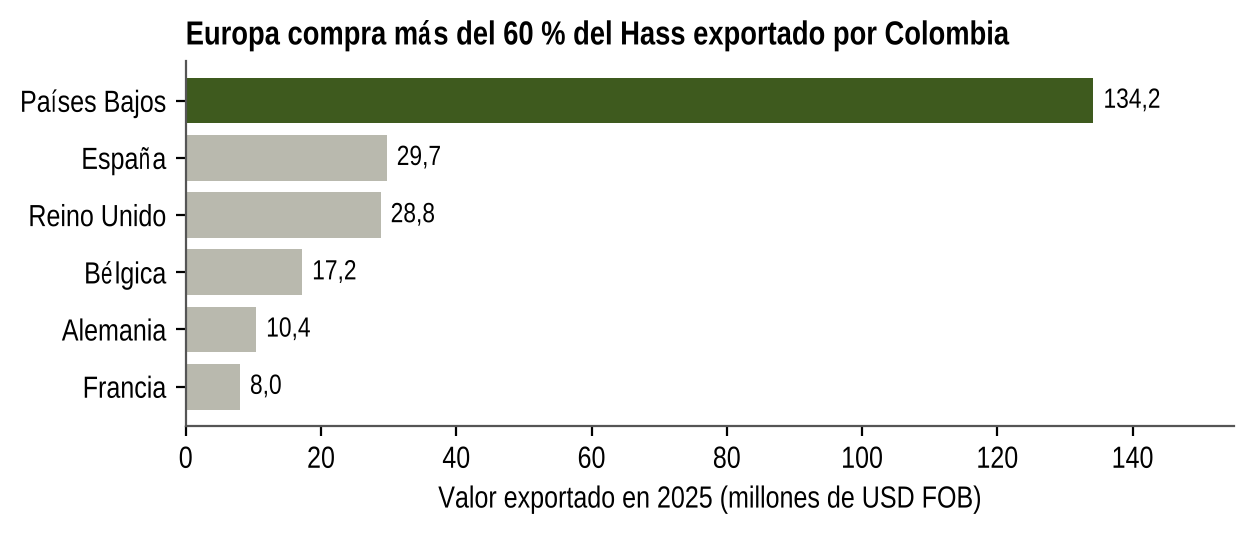 Europa compra más del 60 % del Hass exportado por Colombia
Países Bajos 134,2
España 29,7
Reino Unido 28,8
Bélgica 17,2
Alemania 10,4
Francia 8,0
0 20 40 60 80 100 120 140
Valor exportado en 2025 (millones de USD FOB)